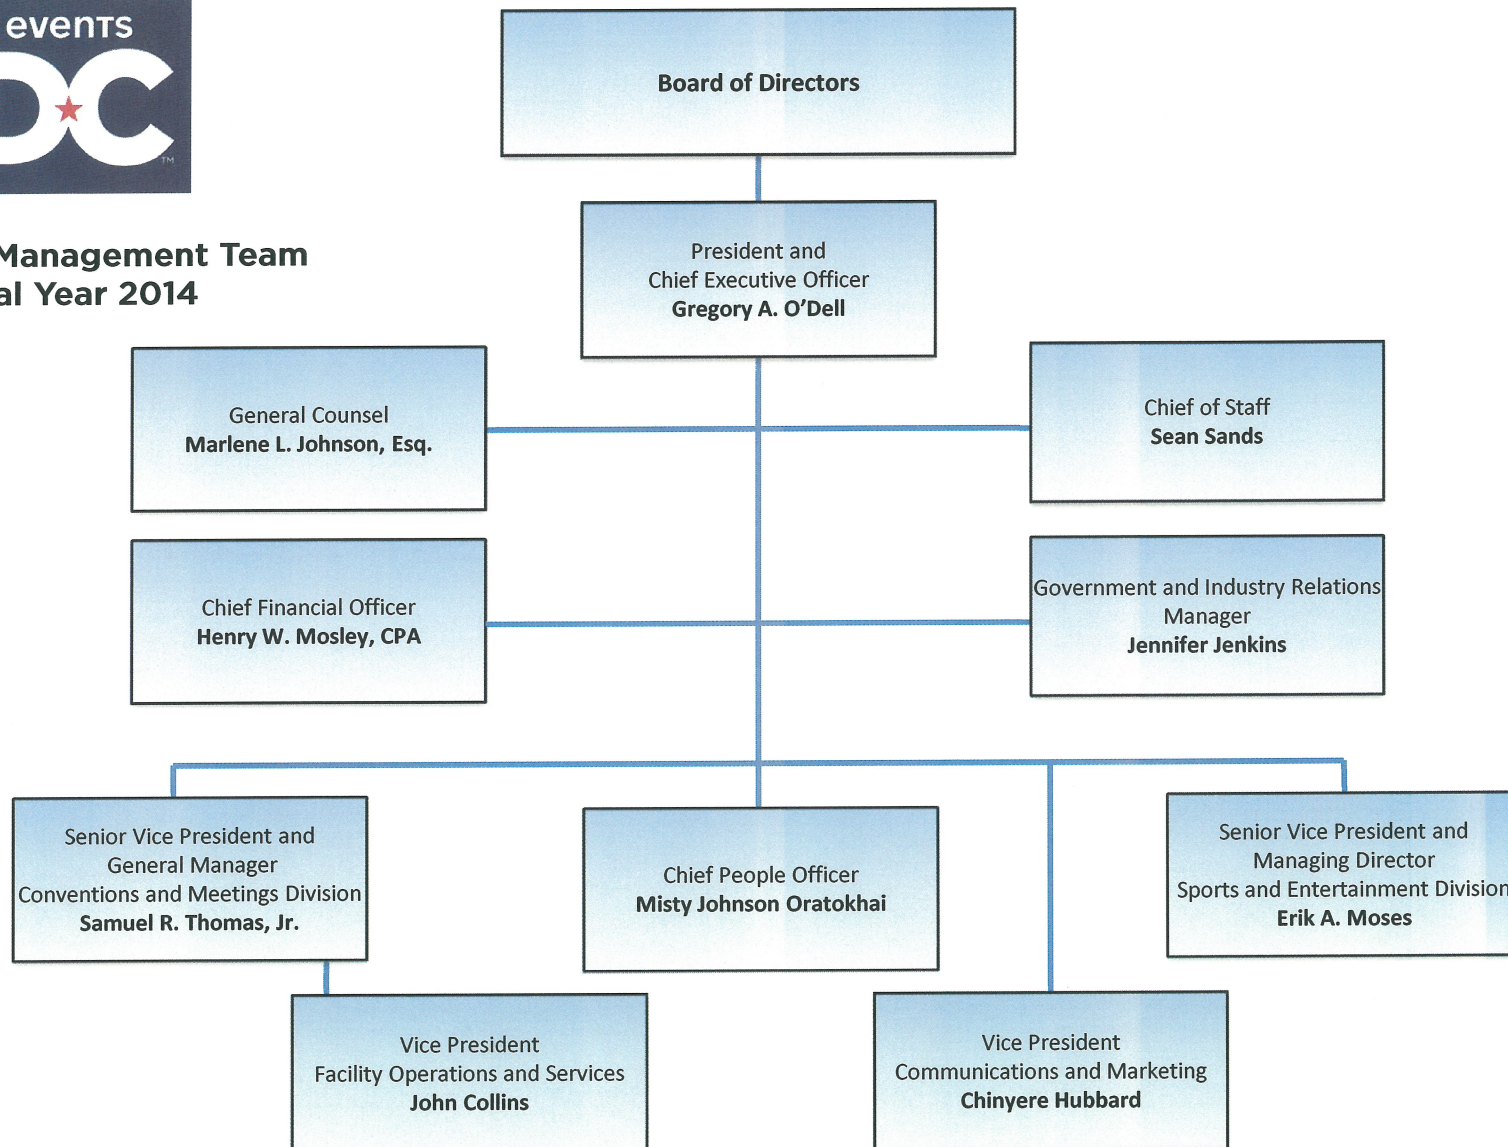 events
DC
TM
Management Team
al Year 2014
Board of Directors
President and
Chief Executive Officer
Gregory A. O'Dell
General Counsel
Marlene L. Johnson, Esq.
Chief of Staff
Sean Sands
Chief Financial Officer
Henry W. Mosley, CPA
Government and Industry Relations
Manager
Jennifer Jenkins
Senior Vice President and
General Manager
Conventions and Meetings Division
Samuel R. Thomas, Jr.
Chief People Officer
Misty Johnson Oratokhai
Senior Vice President and
Managing Director
Sports and Entertainment Division
Erik A. Moses
Vice President
Facility Operations and Services
John Collins
Vice President
Communications and Marketing
Chinyere Hubbard